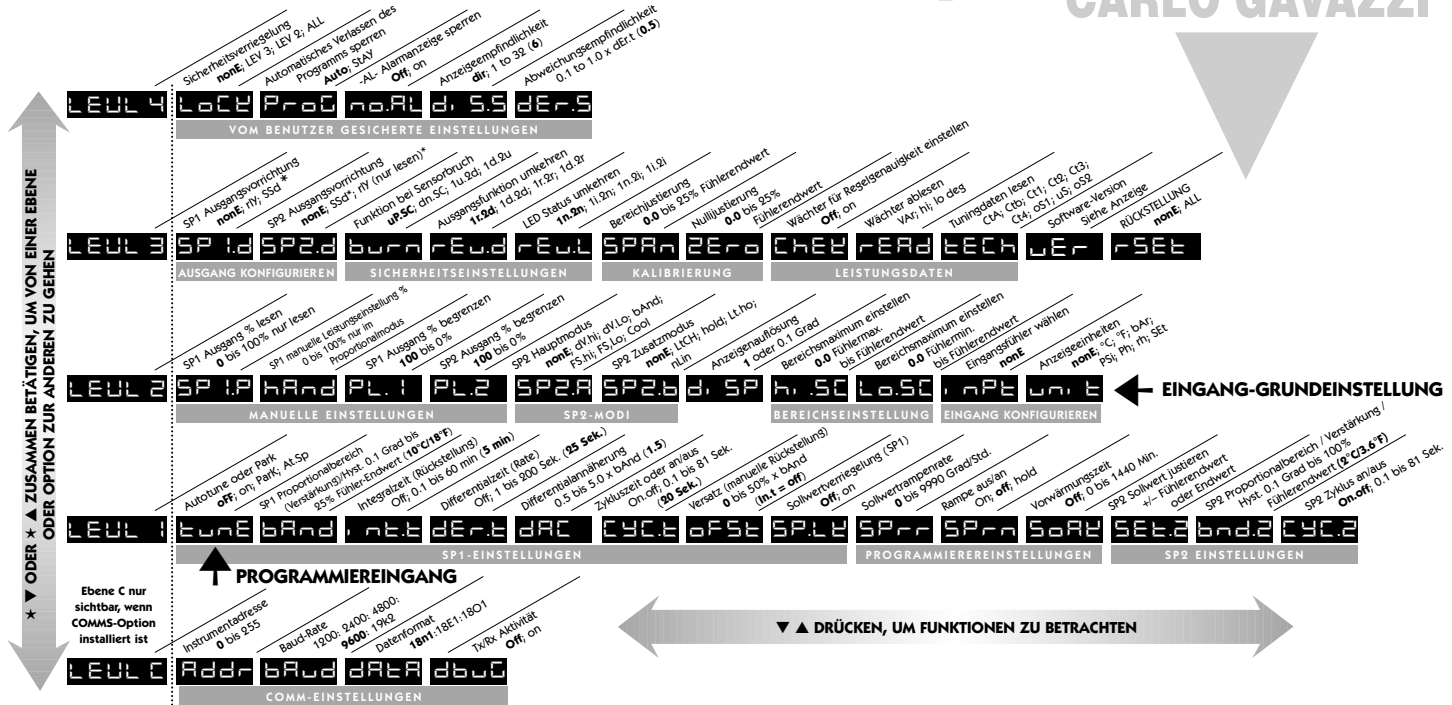 CARLO GAVAZZI
Sicherheitsverriegelung
nonE; LEV 3; LEV 2; ALL
Automatisches Verlassen des
Programms sperren
Auto; StAY
-AL- Alarmanzeige sperren
Off; on
Anzeigeempfindlichkeit
dir; 1 to 32 (6)
Abweichungsempfindlichkeit
0.1 to 1.0 x dEr.t (0.5)
LEVL 4 LoCK ProG no.AL di S.S dEr.S
VOM BENUTZER GESICHERTE EINSTELLUNGEN
SP1 Ausgangsvorrichtung
nonE; rlY; SSd *
SP2 Ausgangsvorrichtung
nonE; SSd*, rlY (nur lesen)*
Funktion bei Sensorbruch
uP.SC; dn.SC; 1u.2d; 1d.2u
Ausgangsfunktion umkehren
1r.2d; 1d.2d; 1r.2r; 1d.2r
LED Status umkehren
1n.2n; 1i.2n; 1n.2i; 1i.2i
Bereichjustierung
0.0 bis 25% Fühlerendwert
Nullijustierung
0.0 bis 25%
Fühlerendwert
Wächter für Regelgenauigkeit einstellen
Off; on
Wächter ablesen
VAr; hi; lo deg
Tuningdaten lesen
CtA; Ctb; Ct1; Ct2; Ct3;
Ct4; oS1; uS; oS2
Software-Version
Siehe Anzeige
RÜCKSTELLUNG
nonE; ALL
LEVL 3 SP 1.d SP2.d burn rEu.d rEu.L SPAn ZEro ChEK rEAd tECh uEr rSEt
AUSGANG KONFIGURIEREN SICHERHEITSEINSTELLUNGEN KALIBRIERUNG LEISTUNGSDATEN
SP1 Ausgang % lesen
0 bis 100% nur lesen
SP1 manuelle Leistungseinstellung %
0 bis 100% nur im
Proportionalmodus
SP1 Ausgang % begrenzen
100 bis 0%
SP2 Ausgang % begrenzen
100 bis 0%
SP2 Hauptmodus
nonE; dV.hi; dV.Lo; bAnd;
FS.hi; FS,Lo; Cool
SP2 Zusatzmodus
nonE; LtCH; hold; Lt.ho;
nLin
Anzeigenauflösung
1 oder 0.1 Grad
Bereichsmaximum einstellen
0.0 Fühlermax.
bis Fühlerendwert
Bereichsmaximum einstellen
0.0 Fühlermin.
bis Fühlerendwert
Eingangsfühler wählen
nonE
Anzeigeeinheiten
nonE; °C, °F; bAr;
PSi; Ph; rh; SEt
LEVL 2 SP 1.P hAnd PL. 1 PL.2 SP2.A SP2.b di SP hi .SC Lo.SC inPt uni t
EINGANG-GRUNDEINSTELLUNG
MANUELLE EINSTELLUNGEN SP2-MODI BEREICHSEINSTELLUNG EINGANG KONFIGURIEREN
Autotune oder Park
off; on; Park; At.Sp
SP1 Proportionalbereich
(Verstärkung)/Hyst. 0.1 Grad bis
25% Fühler-Endwert (10°C/18°F)
Integralzeit (Rückstellung)
Off; 0.1 bis 60 min (5 min)
Differentialzeit (Rate)
Off; 1 bis 200 Sek. (25 Sek.)
Differentialannäherung
0.5 bis 5.0 x bAnd (1.5)
Zykluszeit oder an/aus
On.off; 0.1 bis 81 Sek.
(20 Sek.)
Versatz (manuelle Rückstellung)
0 bis 50% x bAnd
(In.t = off)
Sollwertverriegelung (SP1)
Off; on
Sollwertrampenrate
0 bis 9990 Grad/Std.
Rampe aus/an
On; off; hold
Vorwärmungszeit
Off; 0 bis 1440 Min.
SP2 Sollwert justieren
+/– Fühlerendwert
oder Endwert
SP2 Proportionalbereich / Verstärkung /
Hyst. 0.1 Grad bis 100%
Fühlerendwert (2°C/3.6°F)
SP2 Zyklus an/aus
On.off; 0.1 bis 81 Sek.
LEVL 1 tunE bAnd int.t dEr.t dAC CYC.t oFSt SP.LK SPrr SPrn SoAK SEt.2 bnd.2 CYC.2
SP1-EINSTELLUNGEN PROGRAMMIEREREINSTELLUNGEN SP2 EINSTELLUNGEN
PROGRAMMIEREINGANG
Ebene C nur
sichtbar, wenn
COMMS-Option
installiert ist
Instrumentadresse
0 bis 255
Baud-Rate
1200: 2400: 4800:
9600: 19k2
Datenformat
18n1:18E1:18O1
Tx/Rx Aktivität
Off; on
LEVL C Addr bAud dAtA dbuG
COMM-EINSTELLUNGEN
▼ ▲ DRÜCKEN, UM FUNKTIONEN ZU BETRACHTEN
★ ▼ ODER ★ ▲ ZUSAMMEN BETÄTIGEN, UM VON EINER EBENE
ODER OPTION ZUR ANDEREN ZU GEHEN